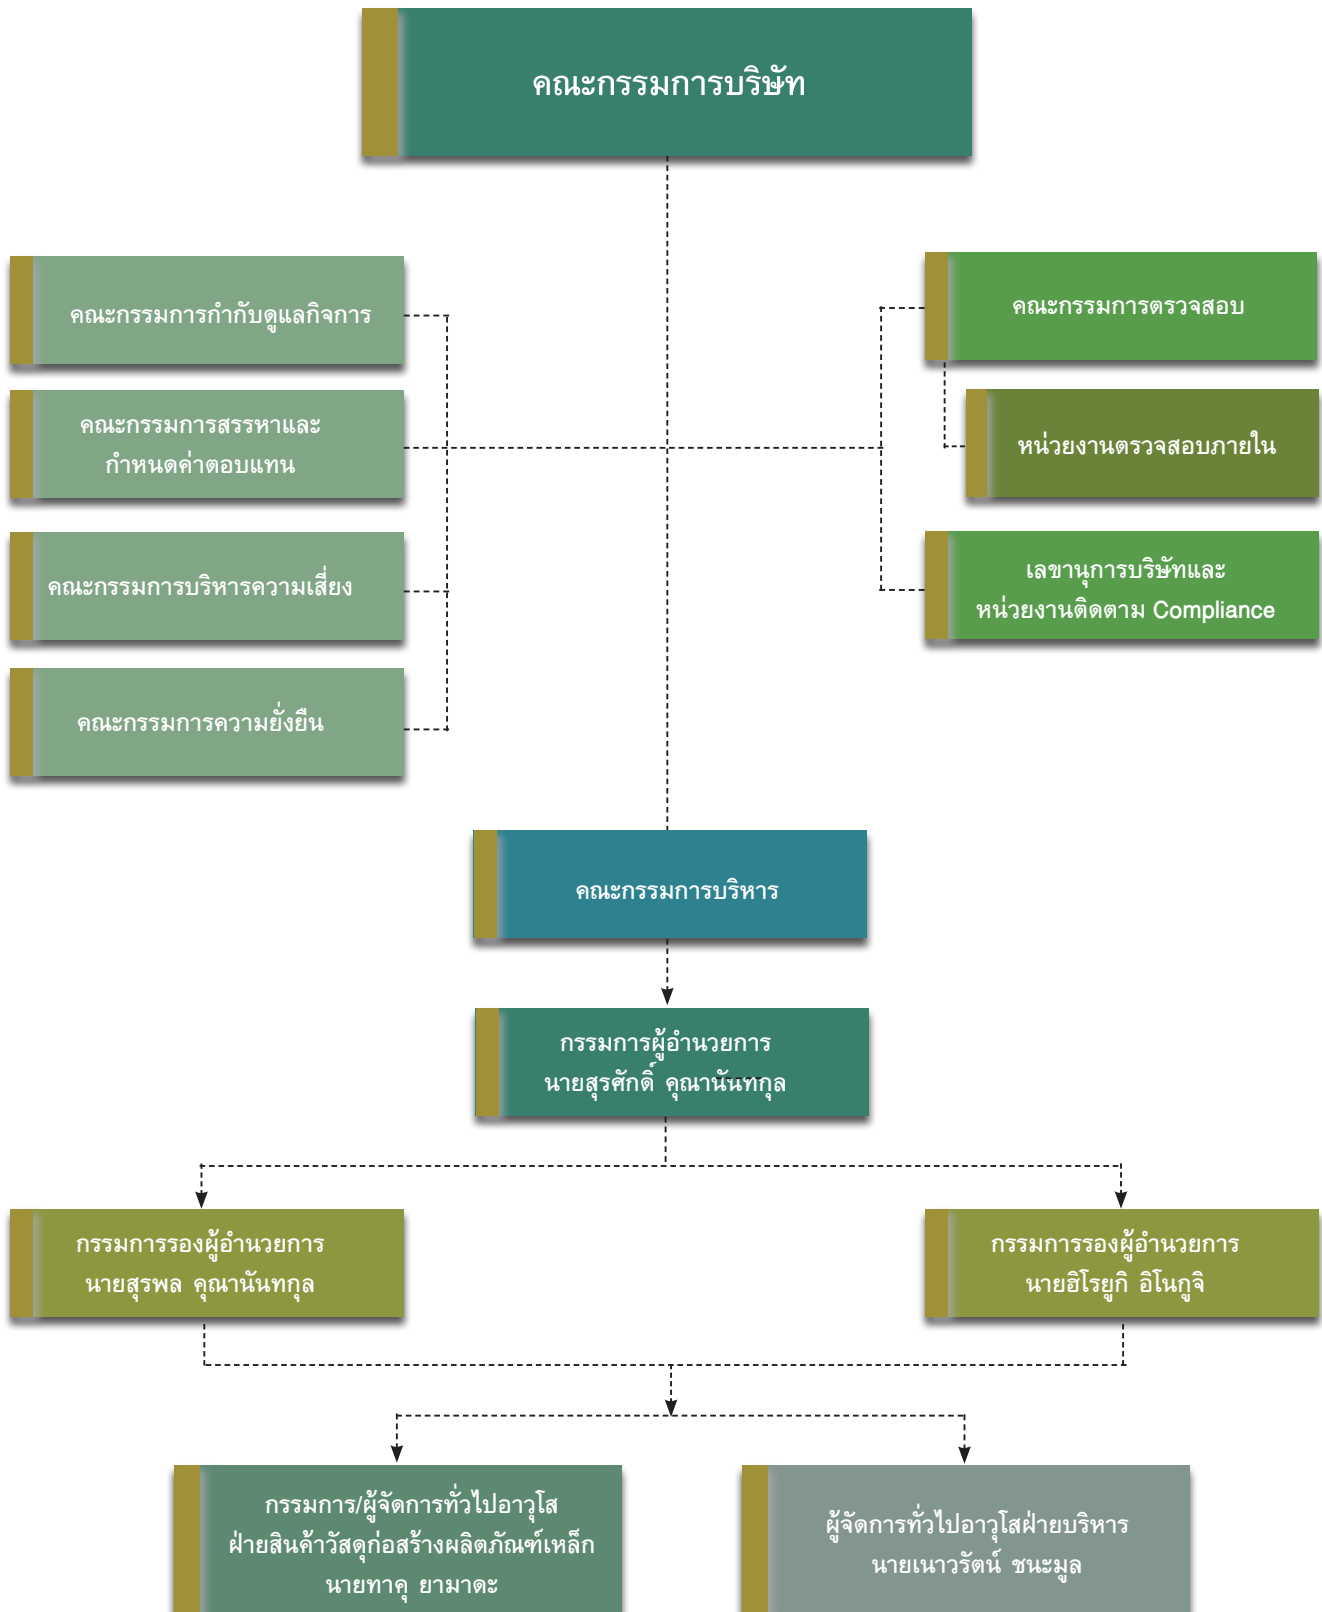 คณะกรรมการบริษัท
คณะกรรมการกำกับดูแลกิจการ
คณะกรรมการสรรหาและ
กำหนดค่าตอบแทน
คณะกรรมการบริหารความเสี่ยง
คณะกรรมการความยั่งยืน
คณะกรรมการตรวจสอบ
หน่วยงานตรวจสอบภายใน
เลขานุการบริษัทและ
หน่วยงานติดตาม Compliance
คณะกรรมการบริหาร
กรรมการผู้อำนวยการ
นายสุรศักดิ์ คุณานันทกุล
กรรมการรองผู้อำนวยการ
นายสุรพล คุณานันทกุล
กรรมการรองผู้อำนวยการ
นายฮิโรยูกิ อิโนกูจิ
กรรมการ/ผู้จัดการทั่วไปอาวุโส
ฝ่ายสินค้าวัสดุก่อสร้างผลิตภัณฑ์เหล็ก
นายทาคุ ยามาดะ
ผู้จัดการทั่วไปอาวุโสฝ่ายบริหาร
นายเนาวรัตน์ ชนะมูล